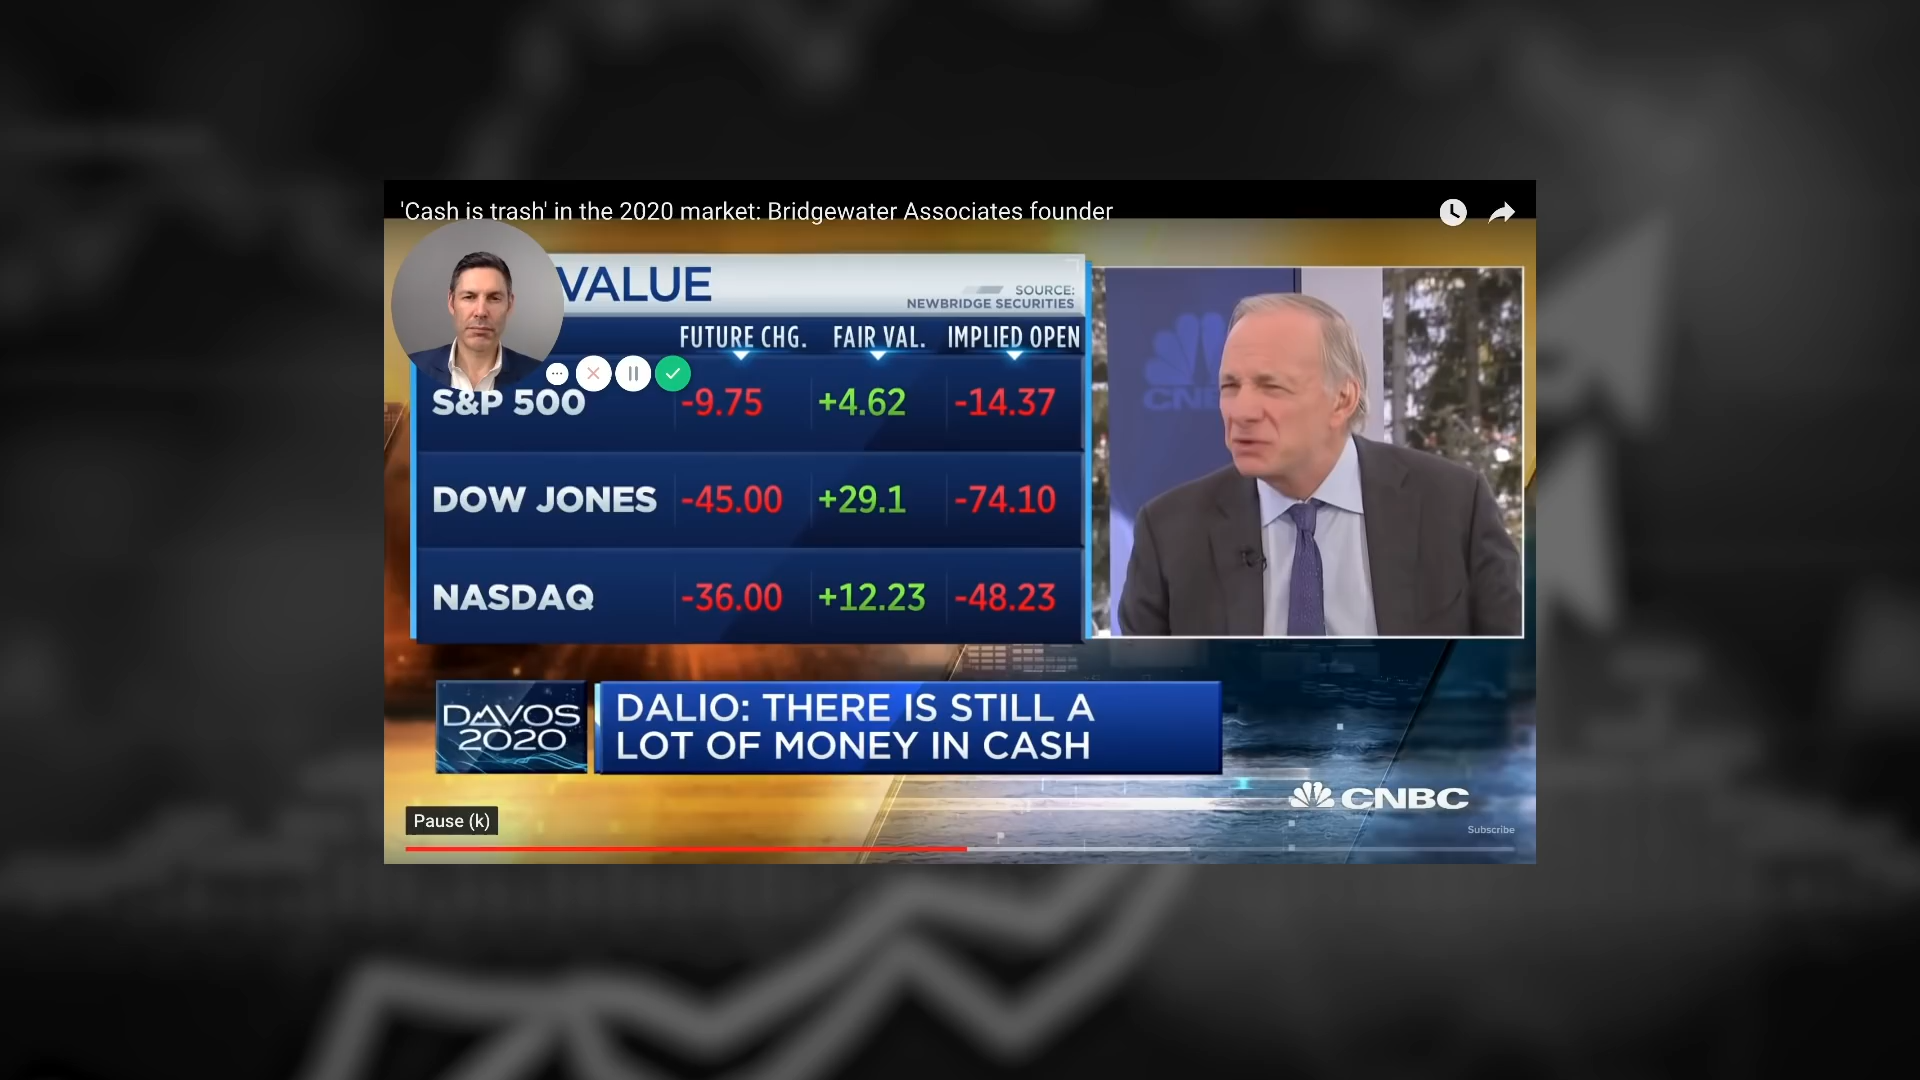 'Cash is trash' in the 2020 market: Bridgewater Associates founder
VALUE
SOURCE:
NEWBRIDGE SECURITIES
FUTURE CHG. FAIR VAL. IMPLIED OPEN
S&P 500 -9.75 +4.62 -14.37
DOW JONES -45.00 +29.1 -74.10
NASDAQ -36.00 +12.23 -48.23
CNBC
DAVOS
2020
DALIO: THERE IS STILL A
LOT OF MONEY IN CASH
CNBC
Pause (k)
Subscribe